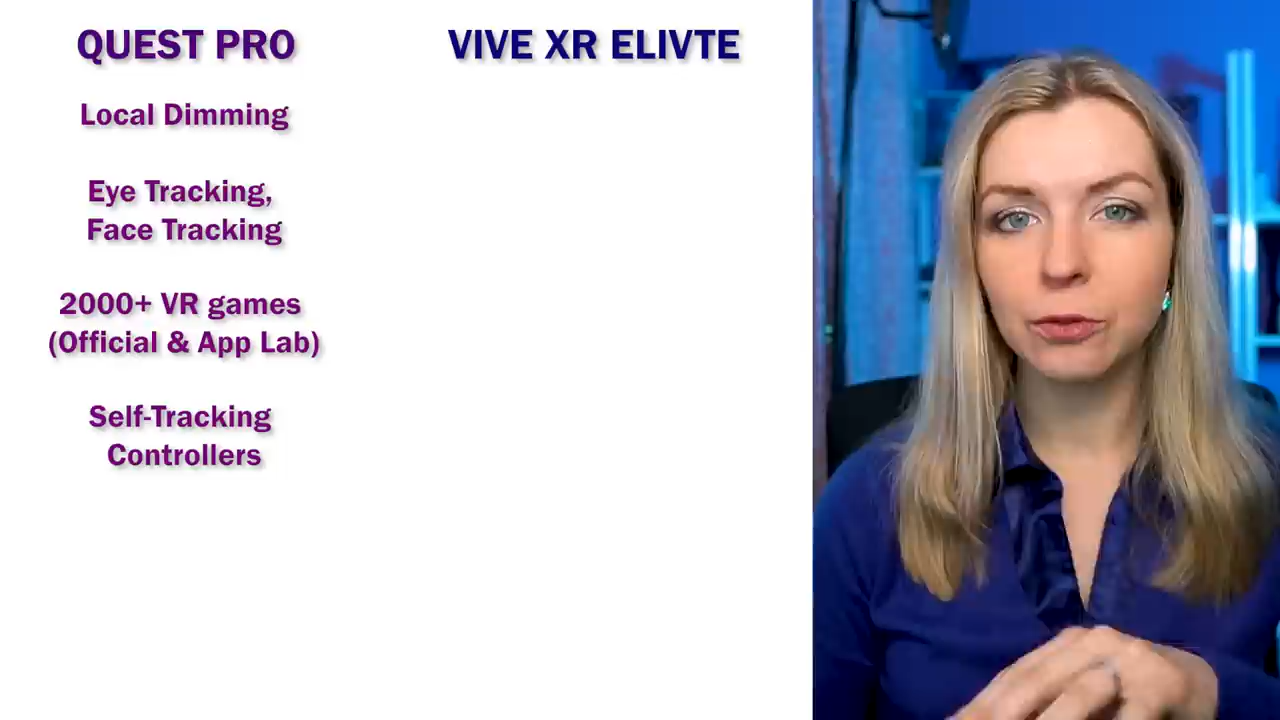 QUEST PRO
Local Dimming
Eye Tracking,
Face Tracking
2000+ VR games
(Official & App Lab)
Self-Tracking
Controllers
VIVE XR ELIVTE